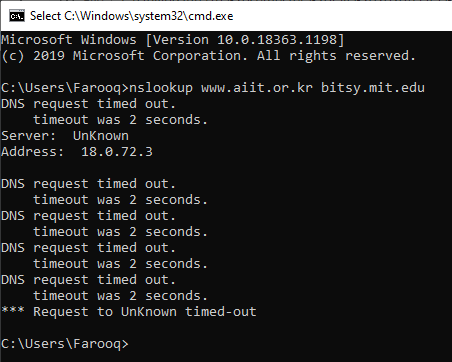 Select C:\Windows\system32\cmd.exe
Microsoft Windows [Version 10.0.18363.1198]
(c) 2019 Microsoft Corporation. All rights reserved.
C:\Users\Farooq>nslookup www.aiit.or.kr bitsy.mit.edu
DNS request timed out.
    timeout was 2 seconds.
Server:  UnKnown
Address:  18.0.72.3
DNS request timed out.
    timeout was 2 seconds.
DNS request timed out.
    timeout was 2 seconds.
DNS request timed out.
    timeout was 2 seconds.
DNS request timed out.
    timeout was 2 seconds.
*** Request to UnKnown timed-out
C:\Users\Farooq>